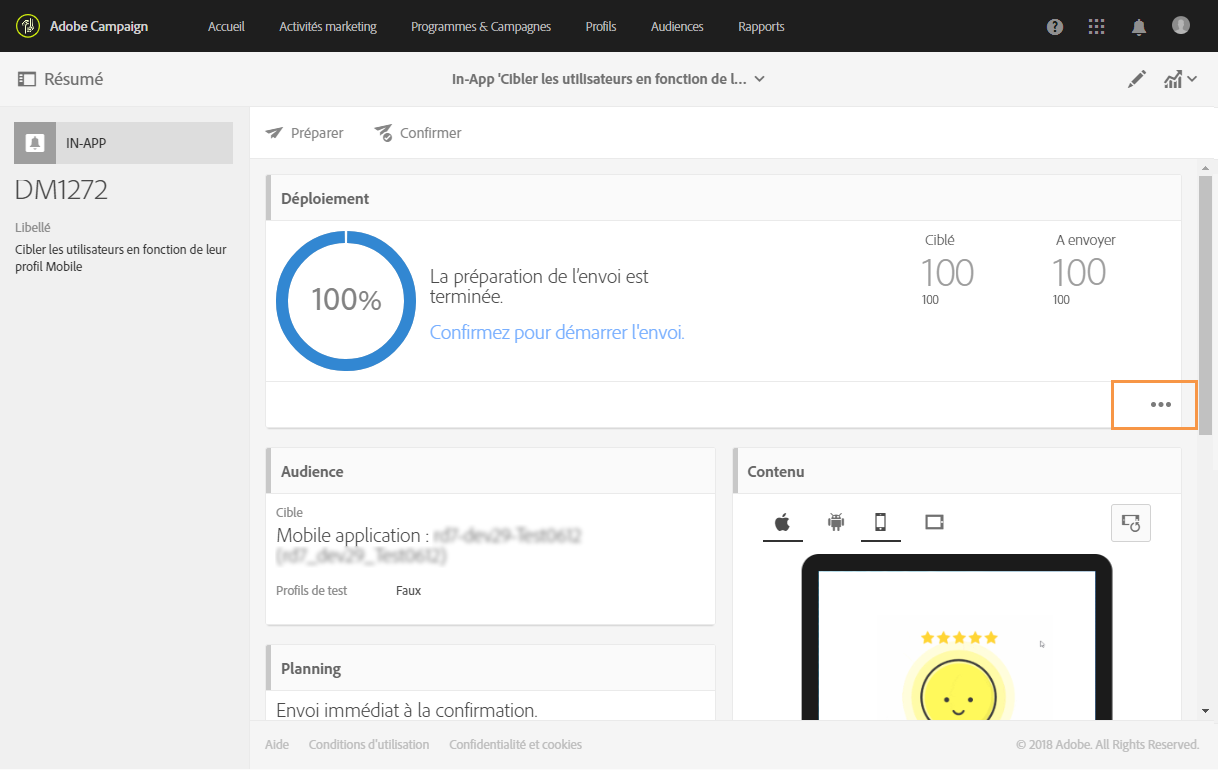 Adobe Campaign Accueil Activités marketing Programmes & Campagnes Profils Audiences Rapports
Résumé
In-App 'Cibler les utilisateurs en fonction de l...
IN-APP
DM1272
Libellé
Cibler les utilisateurs en fonction de leur
profil Mobile
Préparer Confirmer
Déploiement
100%
La préparation de l'envoi est
terminée.
Confirmez pour démarrer l'envoi.
Ciblé A envoyer
100 100
100 100
Audience
Cible
Mobile application : rd7-dev29-Test0612
(rd7_dev29_Test0612)
Profils de test Faux
Planning
Envoi immédiat à la confirmation.
Contenu
Aide Conditions d'utilisation Confidentialité et cookies
© 2018 Adobe. All Rights Reserved.